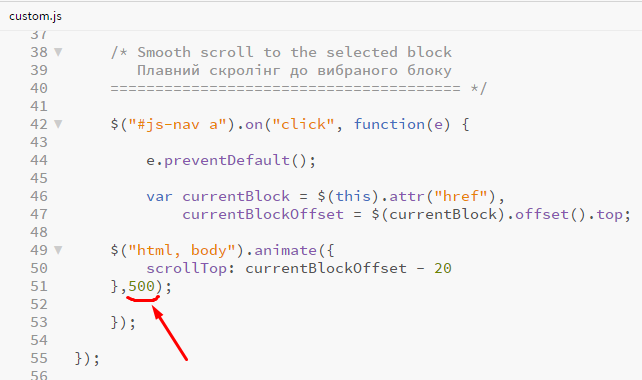 custom.js
37
38 /* Smooth scroll to the selected block
39 Плавний скролінг до вибраного блоку
40 ======================================= */
41
42 $("#js-nav a").on("click", function(e) {
43
44 e.preventDefault();
45
46 var currentBlock = $(this).attr("href"),
47 currentBlockOffset = $(currentBlock).offset().top;
48
49 $("html, body").animate({
50 scrollTop: currentBlockOffset - 20
51 },500);
52
53 });
54
55 });
56